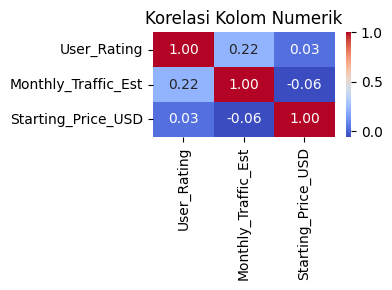 Korelasi Kolom Numerik
User_Rating 1.00 0.22 0.03
Monthly_Traffic_Est 0.22 1.00 -0.06
Starting_Price_USD 0.03 -0.06 1.00
User_Rating
Monthly_Traffic_Est
Starting_Price_USD
1.0
0.5
0.0